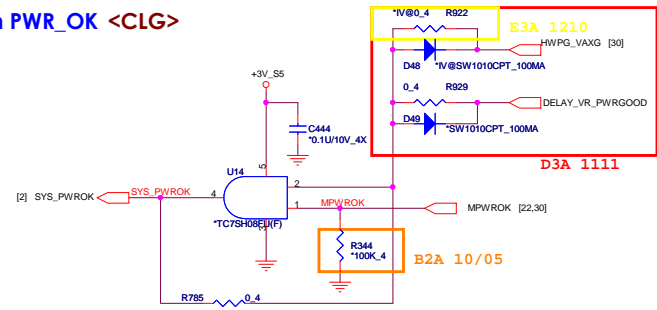 PWR_OK <CLG>
*IV@0_4 R922
E3A 1210
HWPG_VAXG [30]
D48 *IV@SW1010CPT_100MA
+3V_S5
0_4 R929
DELAY_VR_PWRGOOD
C444
*0.1U/10V_4X
D49 *SW1010CPT_100MA
D3A 1111
U14
5
[2] SYS_PWROK SYS_PWROK 4
2
MPWROK
1
MPWROK [22,30]
*TC7SH08FU(F)
3
R344
*100K_4
B2A 10/05
R785 0_4